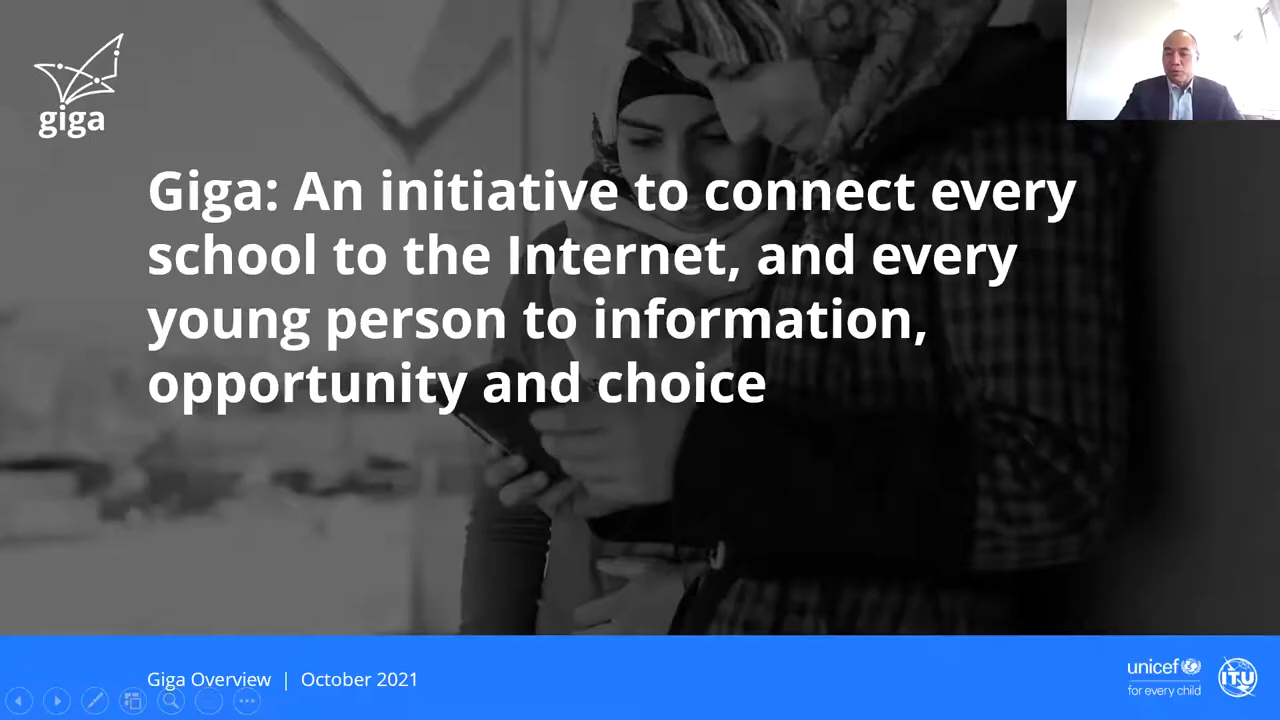 giga
Giga: An initiative to connect every
school to the Internet, and every
young person to information,
opportunity and choice
Giga Overview | October 2021
unicef
for every child
ITU